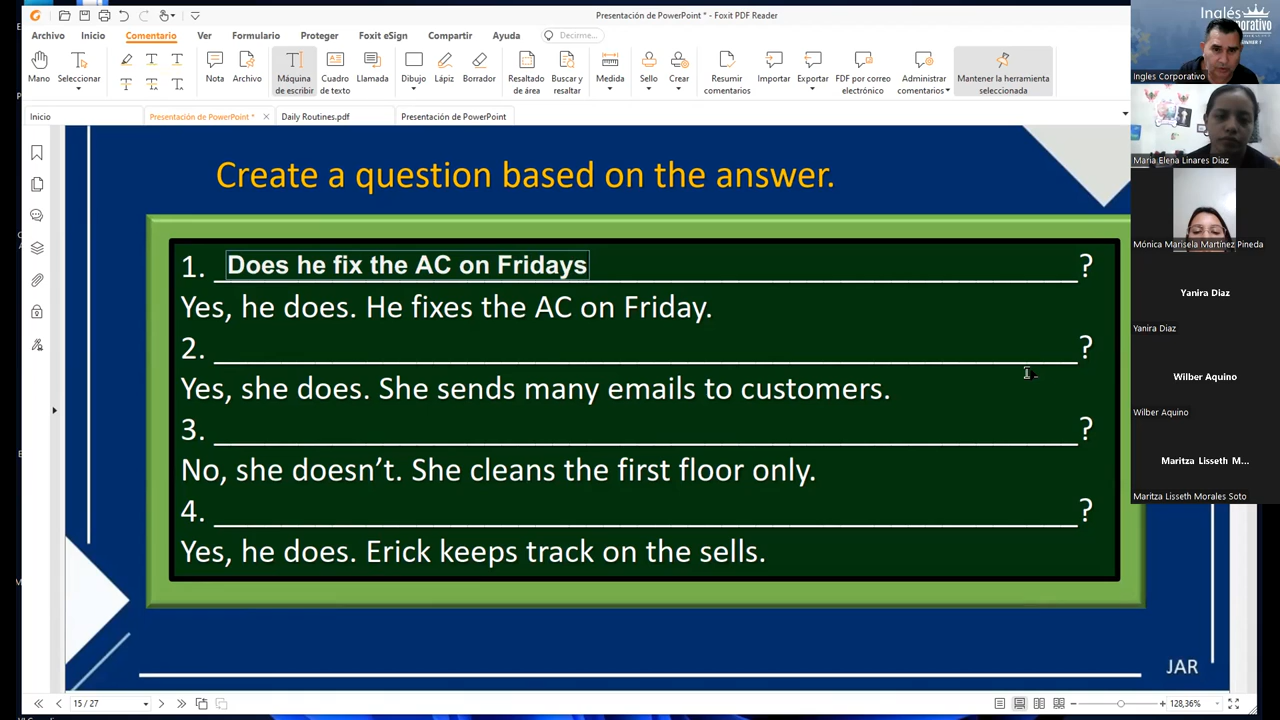 Presentación de PowerPoint * - Foxit PDF Reader
Archivo Inicio Comentario Ver Formulario Proteger Foxit eSign Compartir Ayuda Decirme...
Mano Seleccionar Nota Archivo Máquina de escribir Cuadro de texto Llamada Dibujo Lápiz Borrador Resaltado de área Buscar y resaltar Medida Sello Crear Resumir comentarios Importar Exportar FDF por correo electrónico Administrar comentarios Mantener la herramienta seleccionada
Inicio Presentación de PowerPoint * Daily Routines.pdf Presentación de PowerPoint
Create a question based on the answer.
1. Does he fix the AC on Fridays ?
Yes, he does. He fixes the AC on Friday.
2. ?
Yes, she does. She sends many emails to customers.
3. ?
No, she doesn’t. She cleans the first floor only.
4. ?
Yes, he does. Erick keeps track on the sells.
JAR
15 / 27
128,36%
Inglés
Ingles Corporativo
Maria Elena Linares Diaz
Mónica Marisela Martínez Pineda
Yanira Diaz
Yanira Diaz
Wilber Aquino
Wilber Aquino
Maritza Lisseth M...
Maritza Lisseth Morales Soto